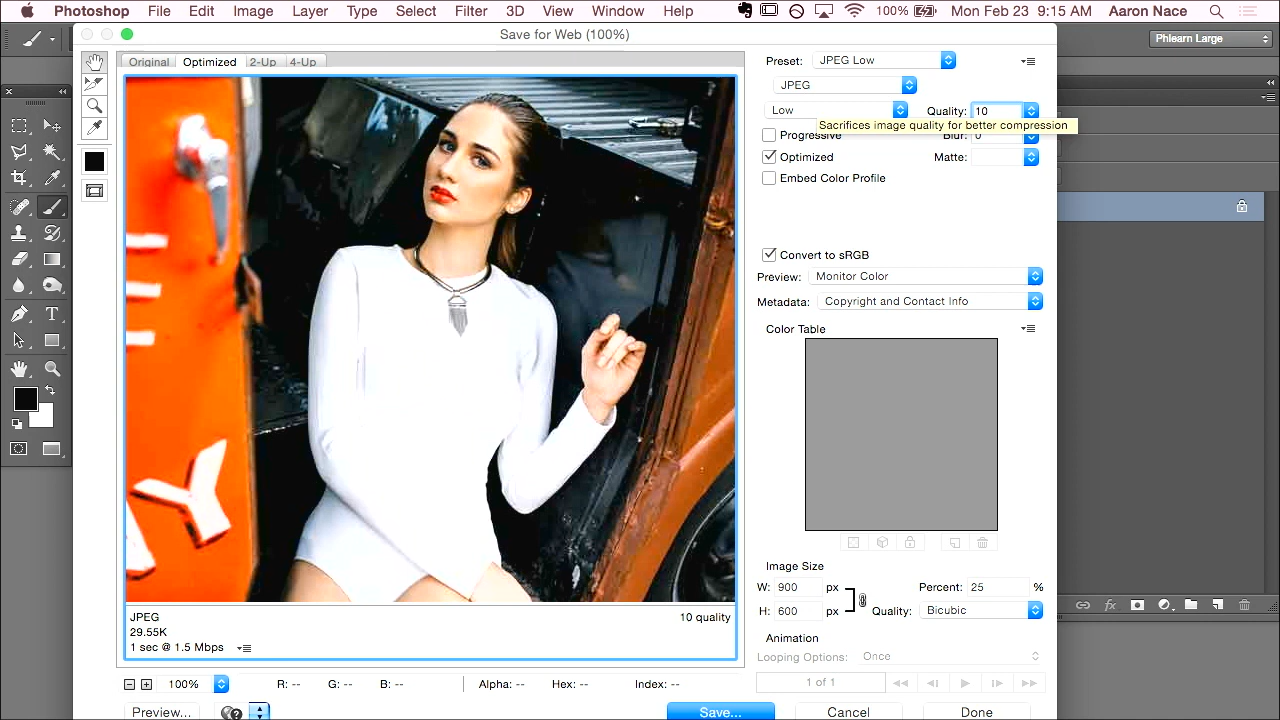 Photoshop File Edit Image Layer Type Select Filter 3D View Window Help 100% Mon Feb 23 9:15 AM Aaron Nace
Save for Web (100%)
Phlearn Large
Original Optimized 2-Up 4-Up
Preset: JPEG Low
JPEG
Low Quality: 10
Sacrifices image quality for better compression
Progressive Blur: 0
Optimized Matte:
Embed Color Profile
Convert to sRGB
Preview: Monitor Color
Metadata: Copyright and Contact Info
Color Table
Y
Image Size
W: 900 px Percent: 25 %
H: 600 px Quality: Bicubic
JPEG 10 quality
29.55K
1 sec @ 1.5 Mbps
Animation
Looping Options: Once
100% R: -- G: -- B: -- Alpha: -- Hex: -- Index: -- 1 of 1
Preview... Save... Cancel Done